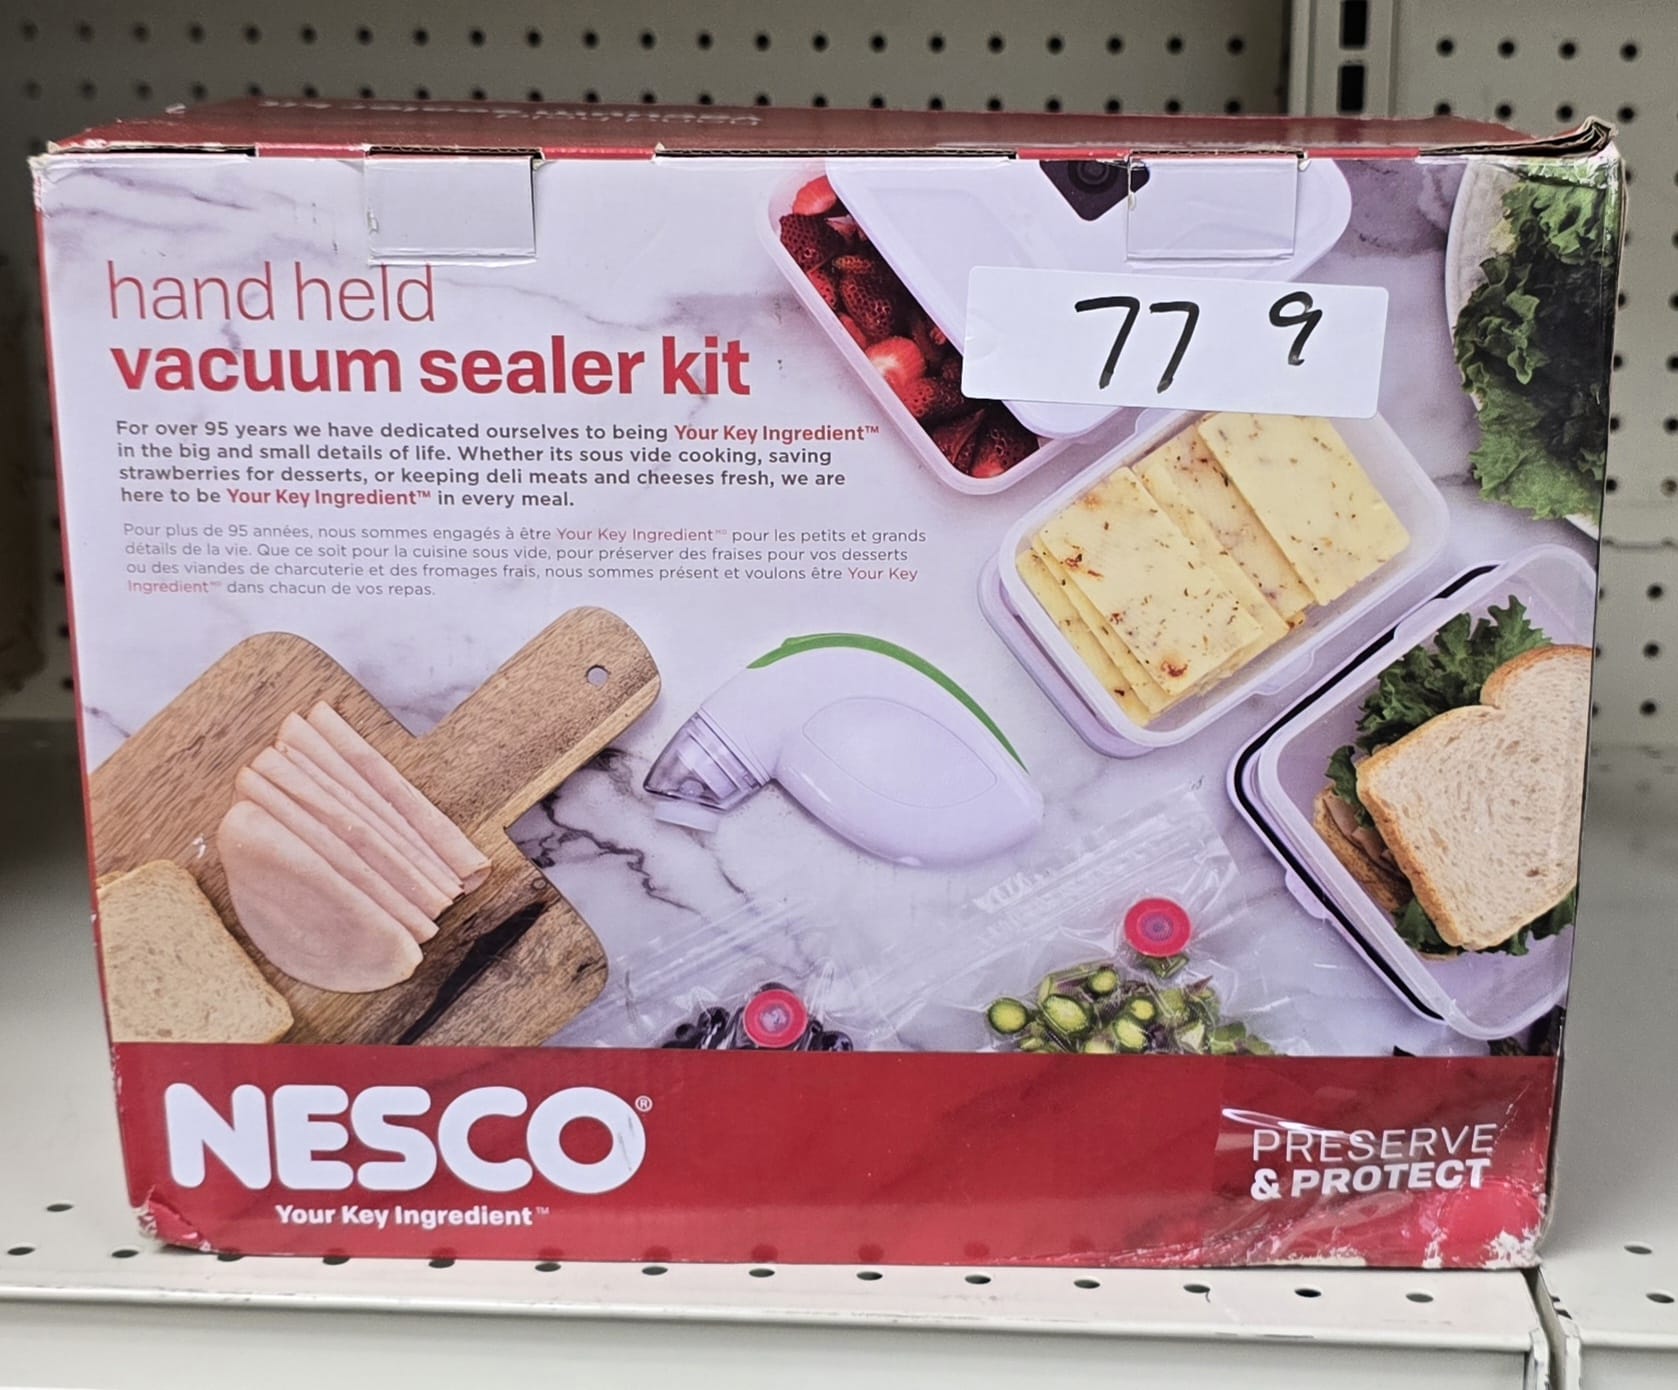 hand held
vacuum sealer kit
77 9
For over 95 years we have dedicated ourselves to being Your Key Ingredient™
in the big and small details of life. Whether its sous vide cooking, saving
strawberries for desserts, or keeping deli meats and cheeses fresh, we are
here to be Your Key Ingredient™ in every meal.
Pour plus de 95 années, nous sommes engagés à être Your Key Ingredient ᴹᴰ pour les petits et grands
détails de la vie. Que ce soit pour la cuisine sous vide, pour préserver des fraises pour vos desserts
ou des viandes de charcuterie et des fromages frais, nous sommes présent et voulons être Your Key
Ingredient ᴹᴰ dans chacun de vos repas.
NESCO®
Your Key Ingredient™
PRESERVE
& PROTECT